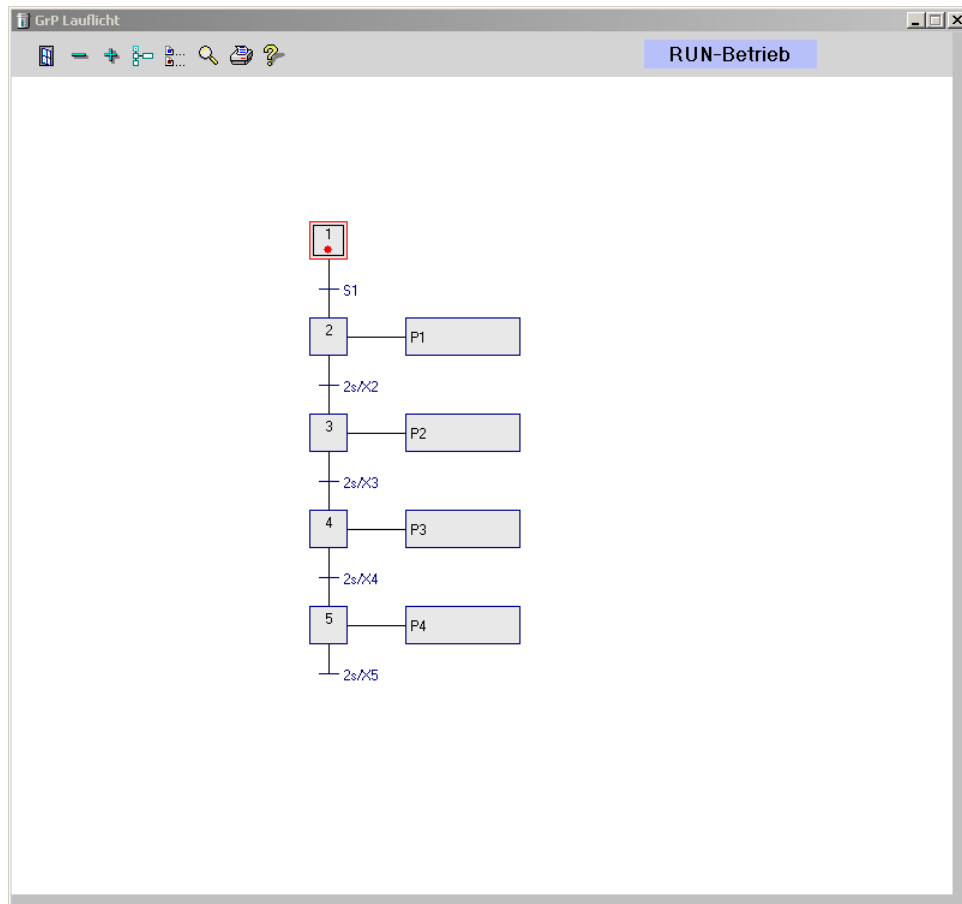 GrP Lauflicht
RUN-Betrieb
1
S1
2
P1
2s/X2
3
P2
2s/X3
4
P3
2s/X4
5
P4
2s/X5